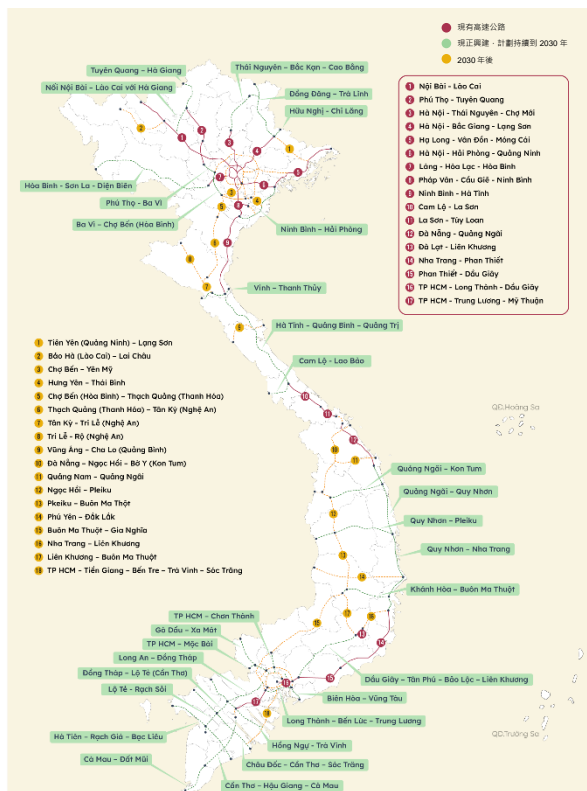 現有高速公路
現正興建，計劃持續到 2030 年
2030 年後
1 Nội Bài - Lào Cai
2 Phú Thọ - Tuyên Quang
3 Hà Nội - Thái Nguyên - Chợ Mới
4 Hà Nội - Bắc Giang - Lạng Sơn
5 Hạ Long - Vân Đồn - Móng Cái
6 Hà Nội - Hải Phòng - Quảng Ninh
7 Láng - Hòa Lạc - Hòa Bình
8 Pháp Vân - Cầu Giẽ - Ninh Bình
9 Ninh Bình - Hà Tĩnh
10 Cam Lộ - La Sơn
11 La Sơn - Túy Loan
12 Đà Nẵng - Quảng Ngãi
13 Đà Lạt - Liên Khương
14 Nha Trang - Phan Thiết
15 Phan Thiết - Dầu Giây
16 TP HCM - Long Thành - Dầu Giây
17 TP HCM - Trung Lương - Mỹ Thuận
Tuyên Quang – Hà Giang
Thái Nguyên – Bắc Kạn – Cao Bằng
Nối Nội Bài – Lào Cai với Hà Giang
Đồng Đăng – Trà Lĩnh
Hữu Nghị – Chi Lăng
Hòa Bình – Sơn La – Diện Biên
Phú Thọ – Ba Vì
Ba Vì – Chợ Bến (Hòa Bình)
Ninh Bình – Hải Phòng
Vinh – Thanh Thủy
Hà Tĩnh – Quảng Bình – Quảng Trị
Cam Lộ – Lao Bảo
1 Tiên Yên (Quảng Ninh) – Lạng Sơn
2 Bảo Hà (Lào Cai) – Lai Châu
3 Chợ Bến – Yên Mỹ
4 Hưng Yên – Thái Bình
5 Chợ Bến (Hòa Bình) – Thạch Quảng (Thanh Hóa)
6 Thạch Quảng (Thanh Hóa) – Tân Kỳ (Nghệ An)
7 Tân Kỳ – Tri Lễ (Nghệ An)
8 Tri Lễ – Rộ (Nghệ An)
9 Vũng Áng – Cha Lo (Quảng Bình)
10 Đà Nẵng – Ngọc Hồi – Bờ Y (Kon Tum)
11 Quảng Nam – Quảng Ngãi
12 Ngọc Hồi – Pleiku
13 Pkeiku – Buôn Ma Thột
14 Phú Yên – Đắk Lắk
15 Buôn Ma Thuột – Gia Nghĩa
16 Nha Trang – Liên Khương
17 Liên Khương – Buôn Ma Thuột
18 TP HCM – Tiền Giang – Bến Tre – Trà Vinh – Sóc Trăng
QĐ.Hoàng Sa
Quảng Ngãi – Kon Tum
Quảng Ngãi – Quy Nhơn
Quy Nhơn – Pleiku
Quy Nhơn – Nha Trang
Khánh Hòa – Buôn Ma Thuột
TP HCM – Chơn Thành
Gò Dầu – Xa Mát
TP HCM – Mộc Bài
Long An – Đồng Tháp
Đồng Tháp – Lộ Tẻ (Cần Thơ)
Lộ Tẻ – Rạch Sỏi
Dầu Giây – Tân Phú – Bảo Lộc – Liên Khương
Biên Hòa – Vũng Tàu
Long Thành – Bến Lức – Trung Lương
Hà Tiên – Rạch Giá – Bạc Liêu
Hồng Ngự - Trà Vinh
Cà Mau – Đất Mũi
Châu Đốc – Cần Thơ – Sóc Trăng
Cần Thơ – Hậu Giang – Cà Mau
QĐ.Trường Sa